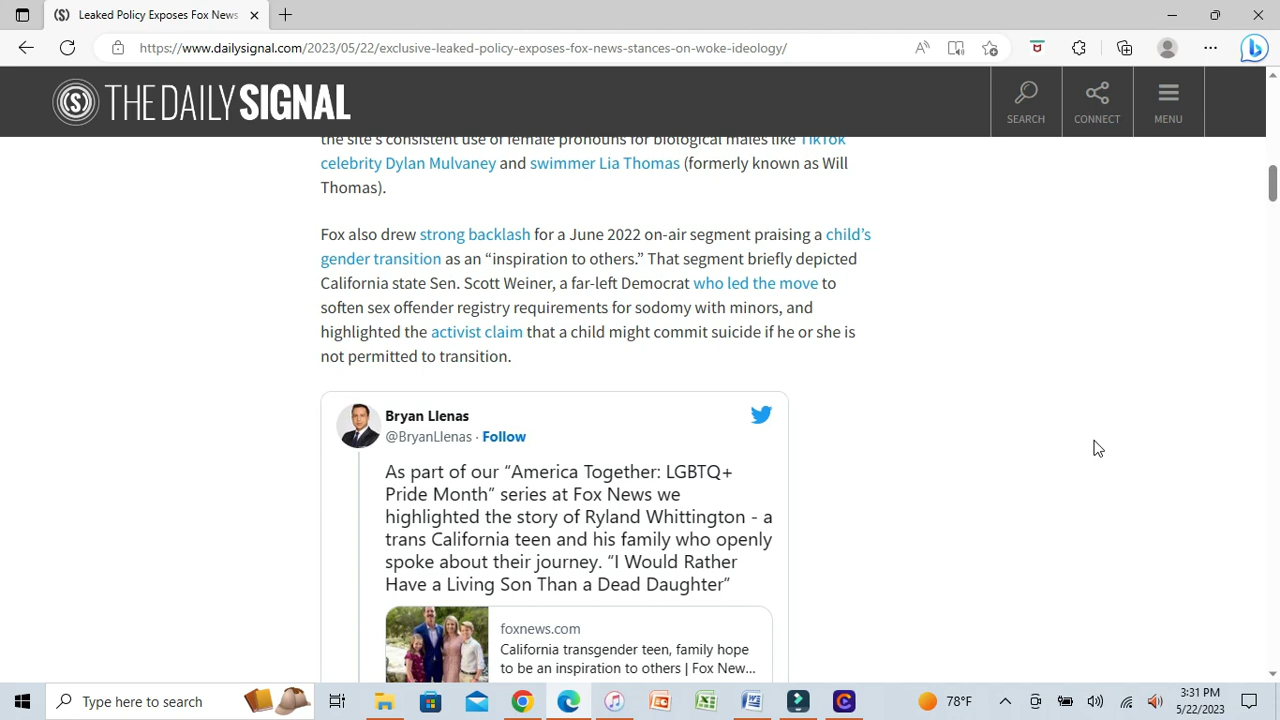 Leaked Policy Exposes Fox News
https://www.dailysignal.com/2023/05/22/exclusive-leaked-policy-exposes-fox-news-stances-on-woke-ideology/
THE DAILY SIGNAL
SEARCH
CONNECT
MENU
the site's consistent use of female pronouns for biological males like TikTok
celebrity Dylan Mulvaney and swimmer Lia Thomas (formerly known as Will
Thomas).
Fox also drew strong backlash for a June 2022 on-air segment praising a child's
gender transition as an “inspiration to others.” That segment briefly depicted
California state Sen. Scott Weiner, a far-left Democrat who led the move to
soften sex offender registry requirements for sodomy with minors, and
highlighted the activist claim that a child might commit suicide if he or she is
not permitted to transition.
Bryan Llenas
@BryanLlenas · Follow
As part of our “America Together: LGBTQ+
Pride Month” series at Fox News we
highlighted the story of Ryland Whittington - a
trans California teen and his family who openly
spoke about their journey. “I Would Rather
Have a Living Son Than a Dead Daughter”
foxnews.com
California transgender teen, family hope
to be an inspiration to others | Fox New...
Type here to search
78°F
3:31 PM
5/22/2023